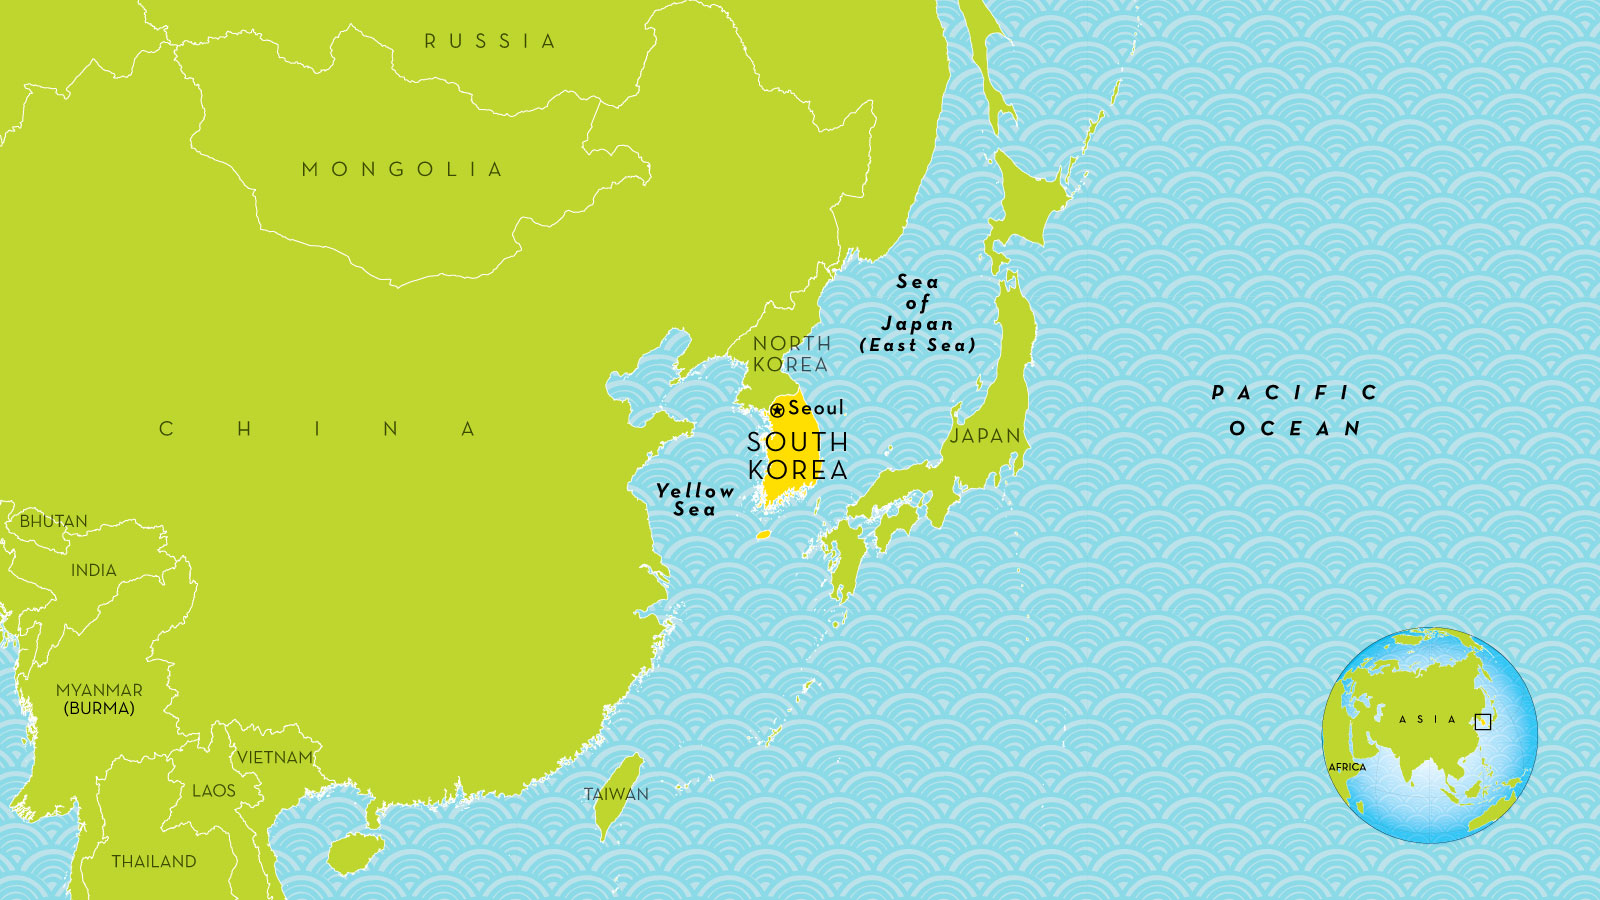 RUSSIA
MONGOLIA
Sea
of
Japan
(East Sea)
NORTH
KOREA
PACIFIC
OCEAN
Seoul
CHINA
SOUTH
KOREA
JAPAN
Yellow
Sea
BHUTAN
INDIA
MYANMAR
(BURMA)
VIETNAM
LAOS
TAIWAN
THAILAND
ASIA
AFRICA